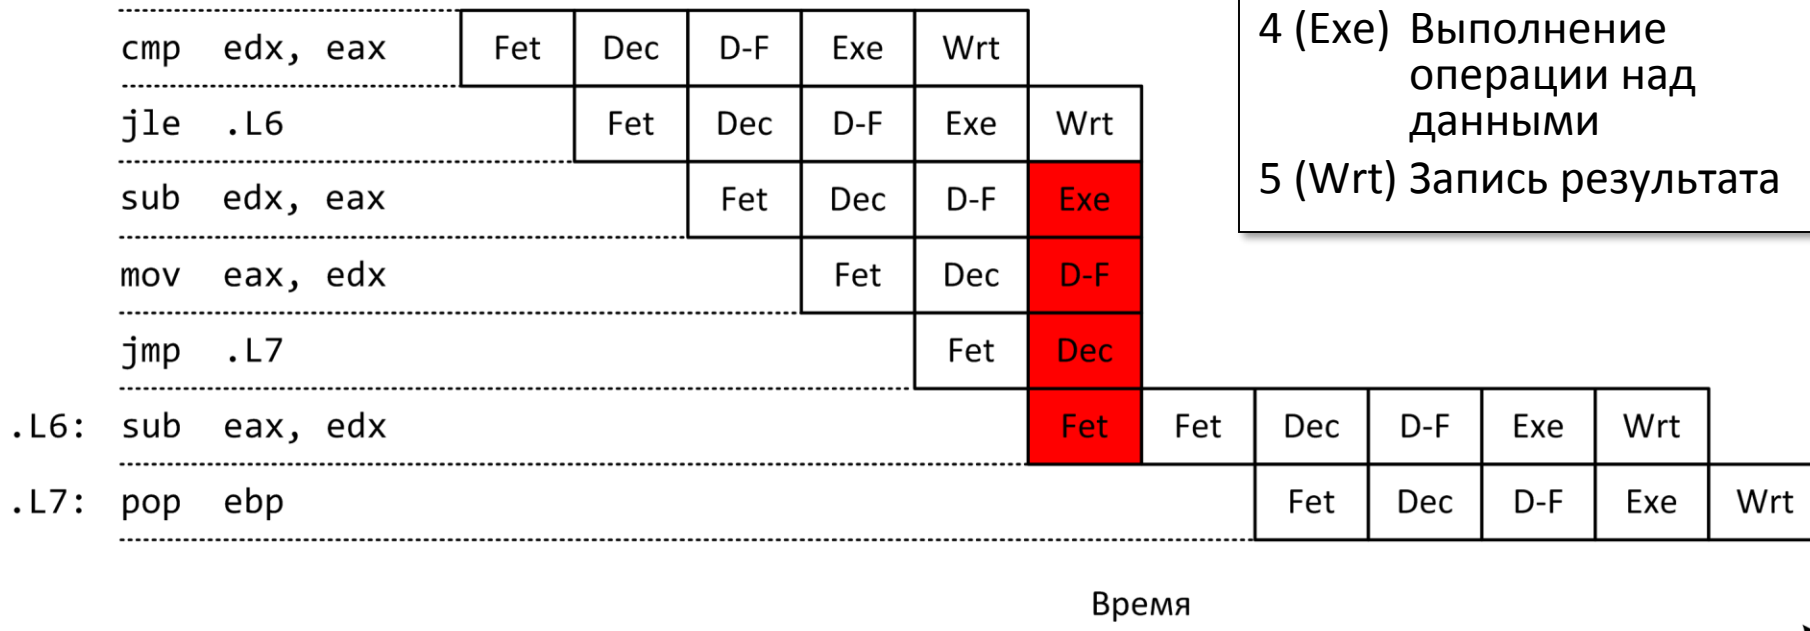 cmp edx, eax Fet Dec D-F Exe Wrt
jle .L6 Fet Dec D-F Exe Wrt
sub edx, eax Fet Dec D-F Exe
mov eax, edx Fet Dec D-F
jmp .L7 Fet Dec
.L6: sub eax, edx Fet Fet Dec D-F Exe Wrt
.L7: pop ebp Fet Dec D-F Exe Wrt
Время
4 (Exe) Выполнение
операции над
данными
5 (Wrt) Запись результата